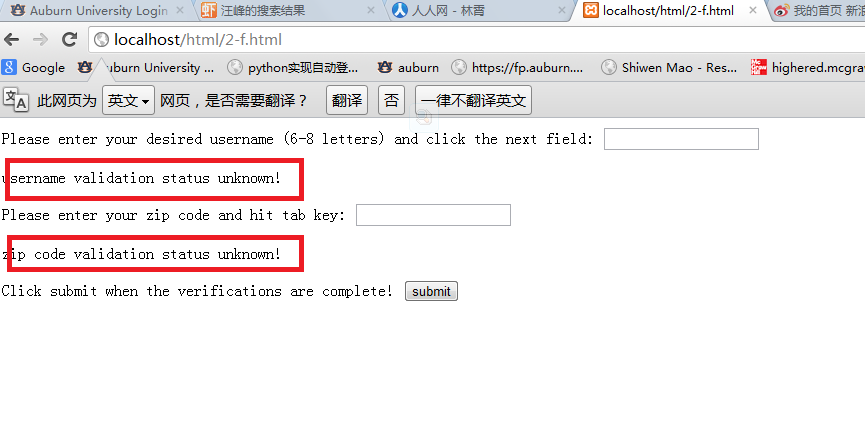 Auburn University Login
汪峰的搜索结果
人人网 - 林霄
localhost/html/2-f.html
我的首页 新浪
localhost/html/2-f.html
Google
Auburn University ...
python实现自动登...
auburn
https://fp.auburn....
Shiwen Mao - Res...
highered.mcgra
此网页为 英文 网页，是否需要翻译？ 翻译 否 一律不翻译英文
Please enter your desired username (6-8 letters) and click the next field:
username validation status unknown!
Please enter your zip code and hit tab key:
zip code validation status unknown!
Click submit when the verifications are complete! submit